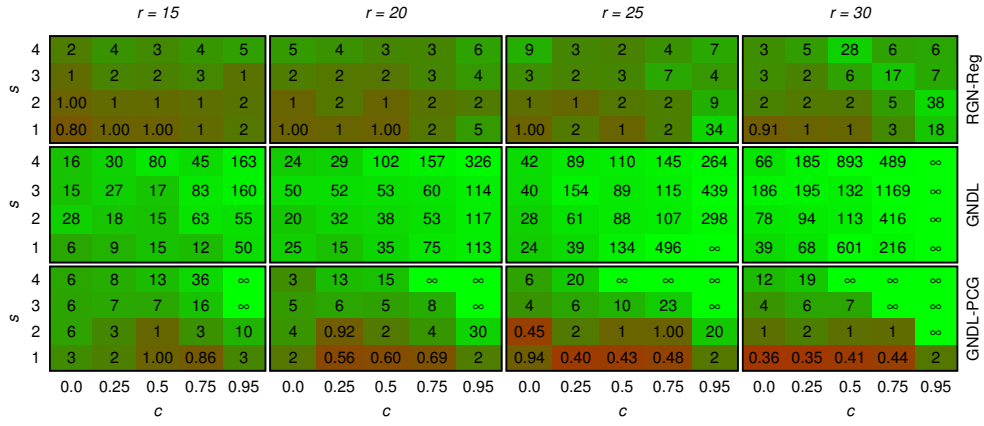 r = 15 r = 20 r = 25 r = 30
4 2 4 3 4 5 5 4 3 3 6 9 3 2 4 7 3 5 28 6 6
3 1 2 2 3 1 2 2 2 3 4 3 2 3 7 4 3 2 6 17 7
2 1.00 1 1 1 2 1 2 1 2 2 1 1 2 2 9 2 2 2 5 38
1 0.80 1.00 1.00 1 2 1.00 1 1.00 2 5 1.00 2 1 2 34 0.91 1 1 3 18
s
RGN-Reg
4 16 30 80 45 163 24 29 102 157 326 42 89 110 145 264 66 185 893 489 ∞
3 15 27 17 83 160 50 52 53 60 114 40 154 89 115 439 186 195 132 1169 ∞
2 28 18 15 63 55 20 32 38 53 117 28 61 88 107 298 78 94 113 416 ∞
1 6 9 15 12 50 25 15 35 75 113 24 39 134 496 ∞ 39 68 601 216 ∞
s
GNDL
4 6 8 13 36 ∞ 3 13 15 ∞ ∞ 6 20 ∞ ∞ ∞ 12 19 ∞ ∞ ∞
3 6 7 7 16 ∞ 5 6 5 8 ∞ 4 6 10 23 ∞ 4 6 7 ∞ ∞
2 6 3 1 3 10 4 0.92 2 4 30 0.45 2 1 1.00 20 1 2 1 1 ∞
1 3 2 1.00 0.86 3 2 0.56 0.60 0.69 2 0.94 0.40 0.43 0.48 2 0.36 0.35 0.41 0.44 2
s
GNDL-PCG
0.0 0.25 0.5 0.75 0.95 0.0 0.25 0.5 0.75 0.95 0.0 0.25 0.5 0.75 0.95 0.0 0.25 0.5 0.75 0.95
c c c c